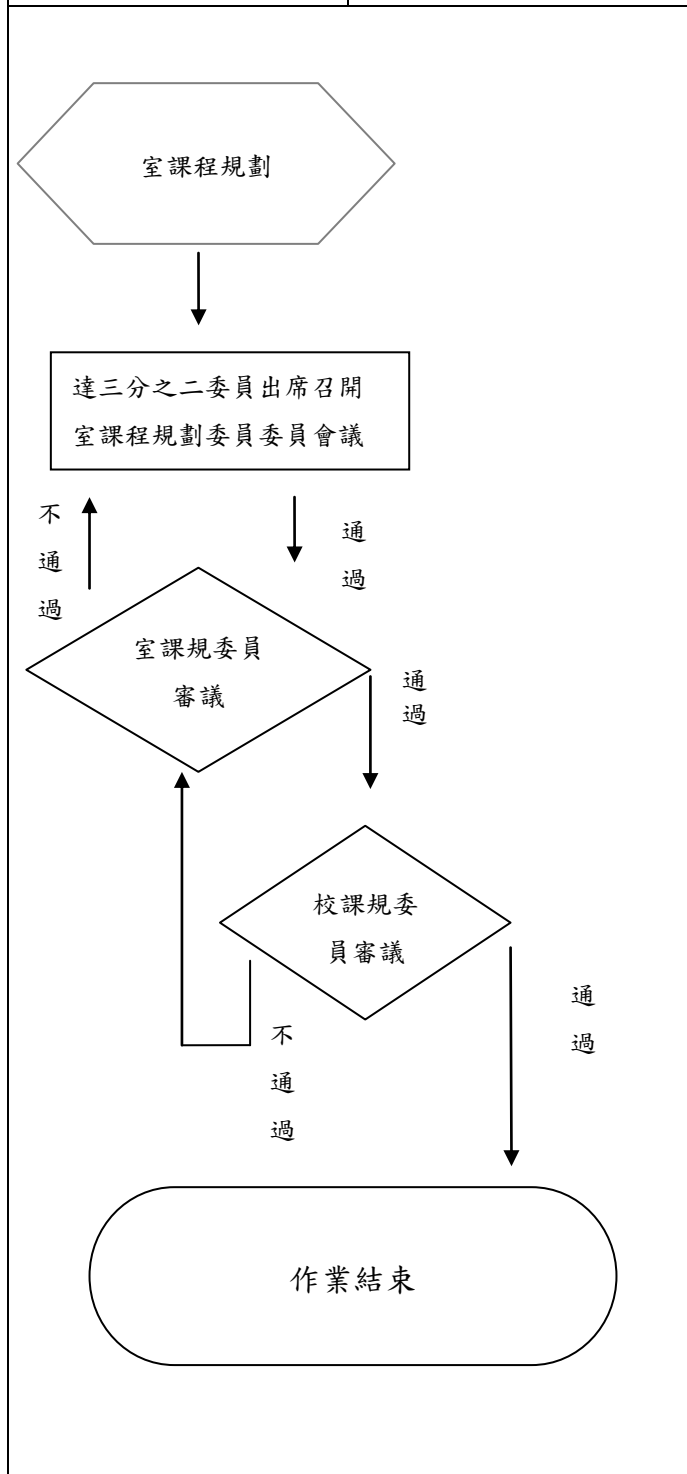 室課程規劃
達三分之二委員出席召開
室課程規劃委員委員會議
不
通
過
通
過
室課規委員
審議
通
過
校課規委
員審議
不
通
過
通
過
作業結束